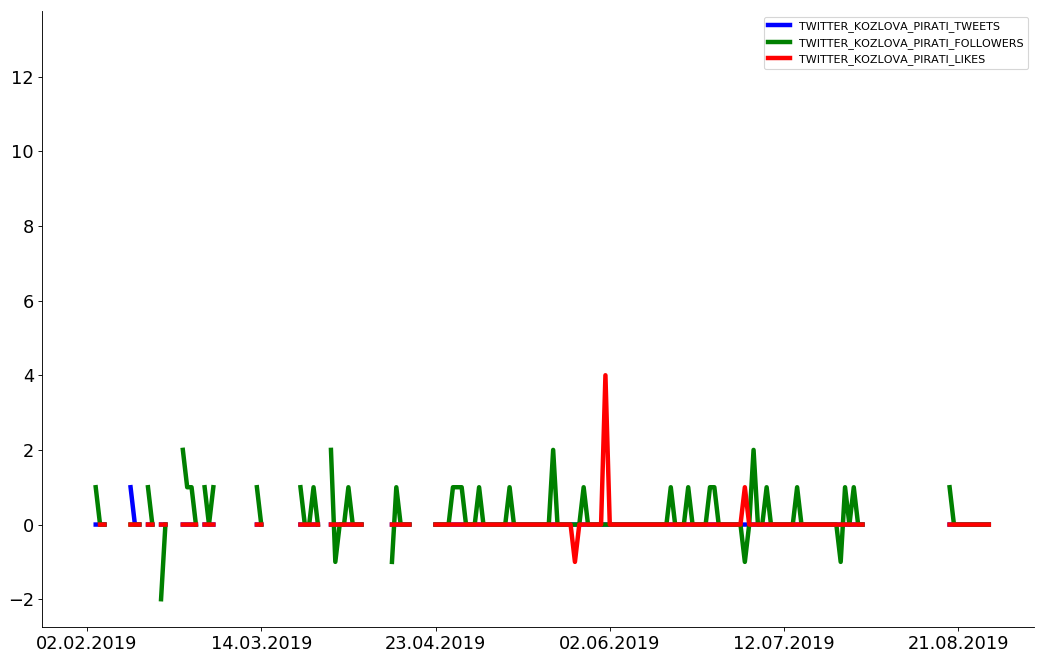 TWITTER_KOZLOVA_PIRATI_TWEETS
TWITTER_KOZLOVA_PIRATI_FOLLOWERS
TWITTER_KOZLOVA_PIRATI_LIKES
12
10
8
6
4
2
0
−2
02.02.2019 14.03.2019 23.04.2019 02.06.2019 12.07.2019 21.08.2019